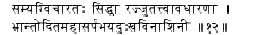 सम्यग्विचारतः सिद्धा रज्जुतत्त्वावधारणा ।
भ्रान्तोदितमहासर्पभयदुःखविनाशिनी ॥१२॥